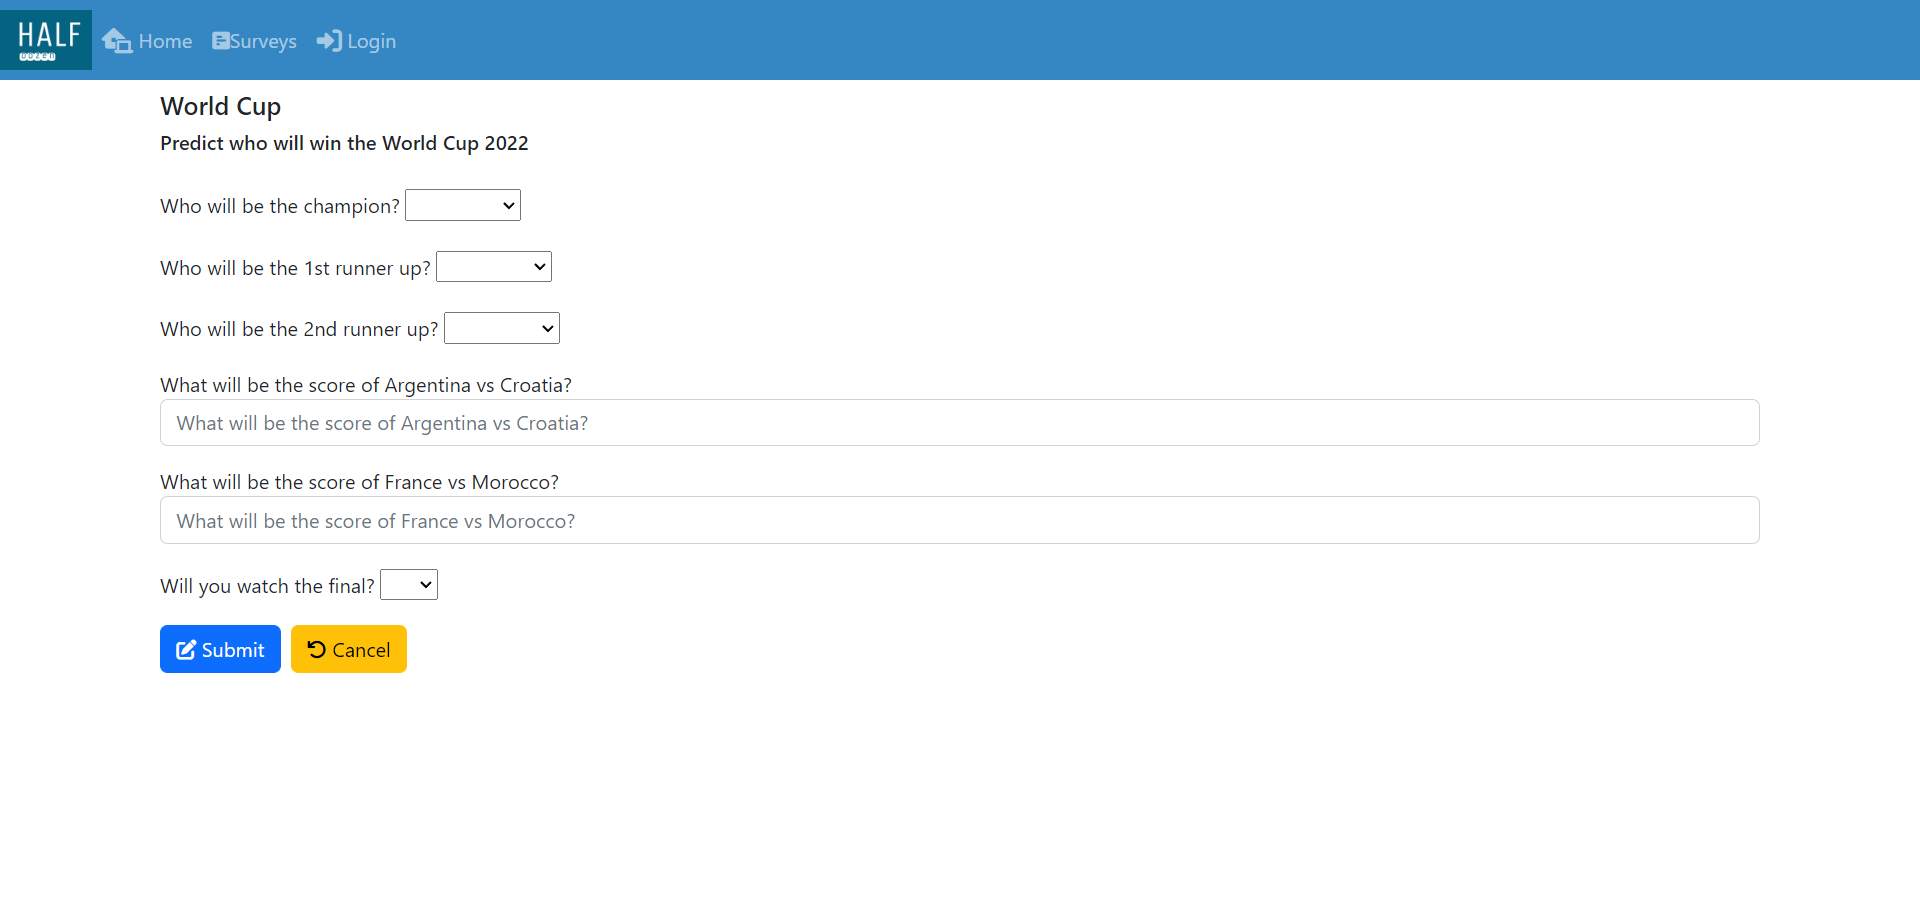 HALF
DOZEN
Home
Surveys
Login
World Cup
Predict who will win the World Cup 2022
Who will be the champion?
Who will be the 1st runner up?
Who will be the 2nd runner up?
What will be the score of Argentina vs Croatia?
What will be the score of Argentina vs Croatia?
What will be the score of France vs Morocco?
What will be the score of France vs Morocco?
Will you watch the final?
Submit
Cancel